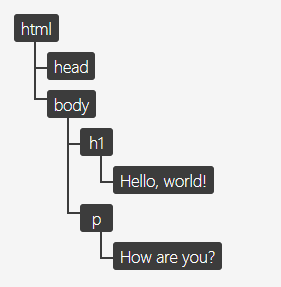 html
head
body
h1
Hello, world!
p
How are you?